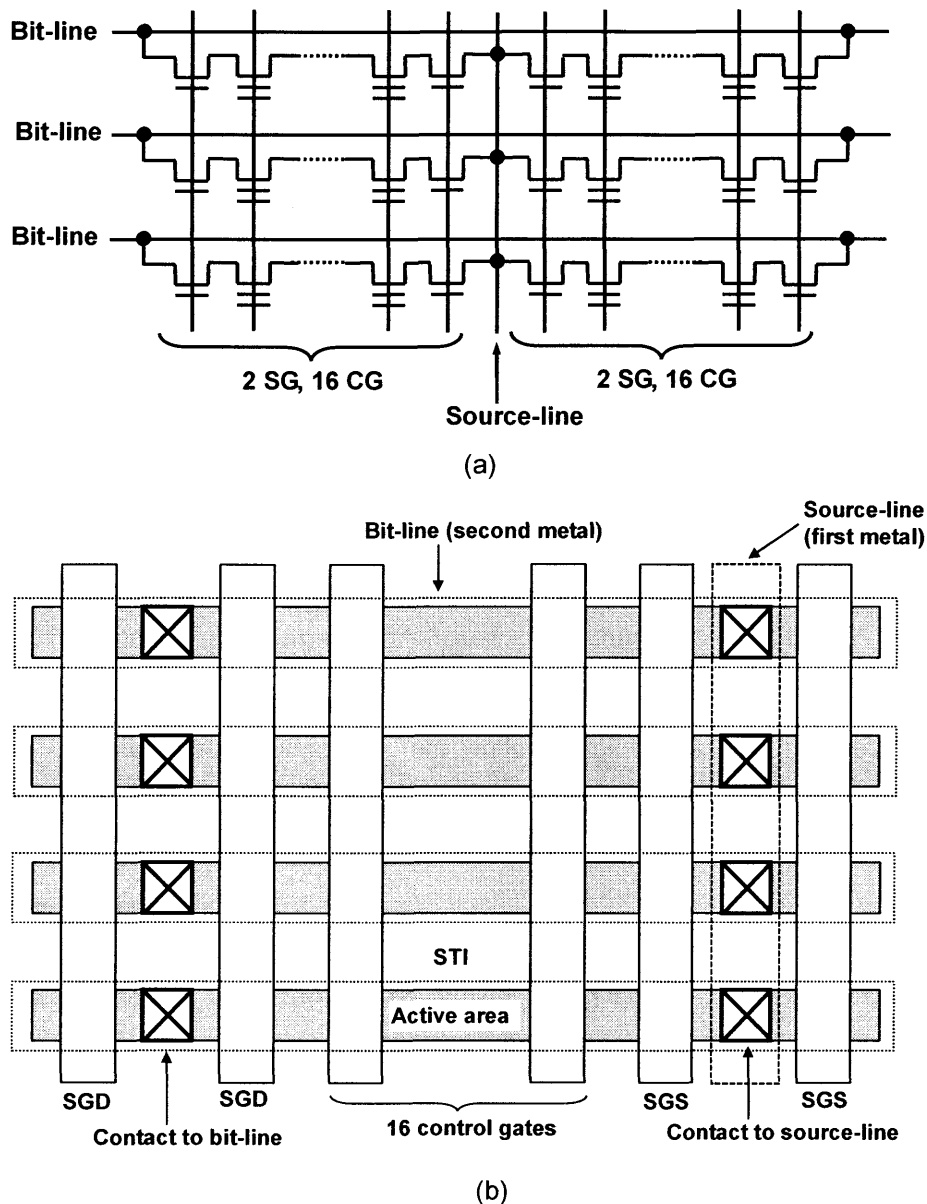 Bit-line
Bit-line
Bit-line
2 SG, 16 CG
2 SG, 16 CG
Source-line
(a)
Source-line
(first metal)
Bit-line (second metal)
STI
Active area
SGD
SGD
SGS
SGS
Contact to bit-line
16 control gates
Contact to source-line
(b)